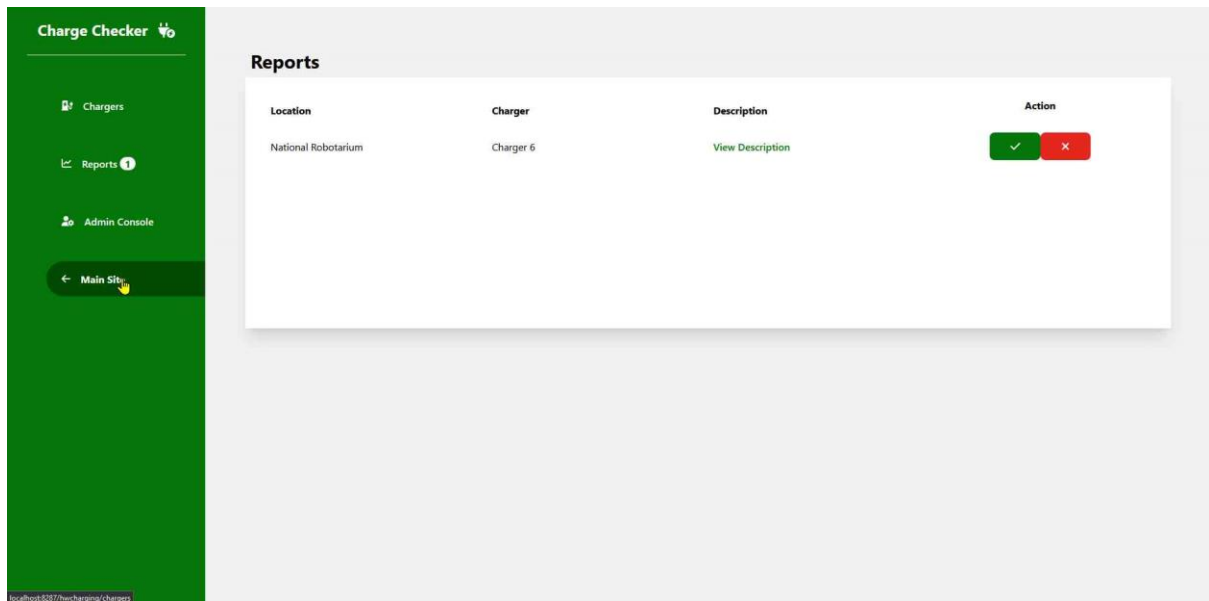 Charge Checker
Chargers
Reports 1
Admin Console
Main Site
Reports
Location Charger Description Action
National Robotarium Charger 6 View Description
localhost:8287/hwcharging/chargers